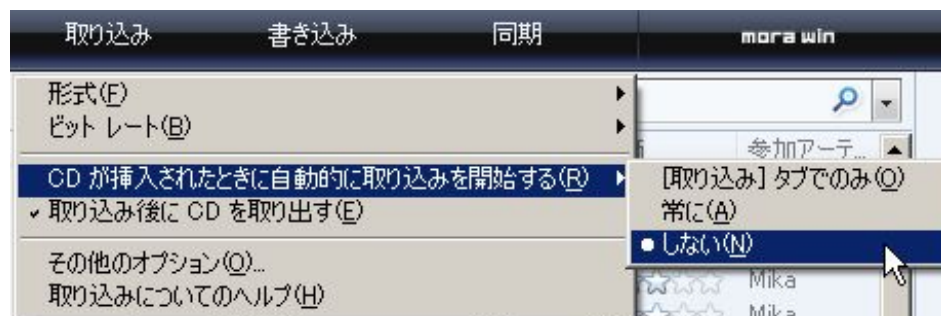 取り込み 書き込み 同期 mora win
形式(F)
ビット レート(B)
参加アーテ...
CD が挿入されたときに自動的に取り込みを開始する(R)
[取り込み] タブでのみ(O)
取り込み後に CD を取り出す(E)
常に(A)
しない(N)
その他のオプション(O)...
Mika
取り込みについてのヘルプ(H)
Mika